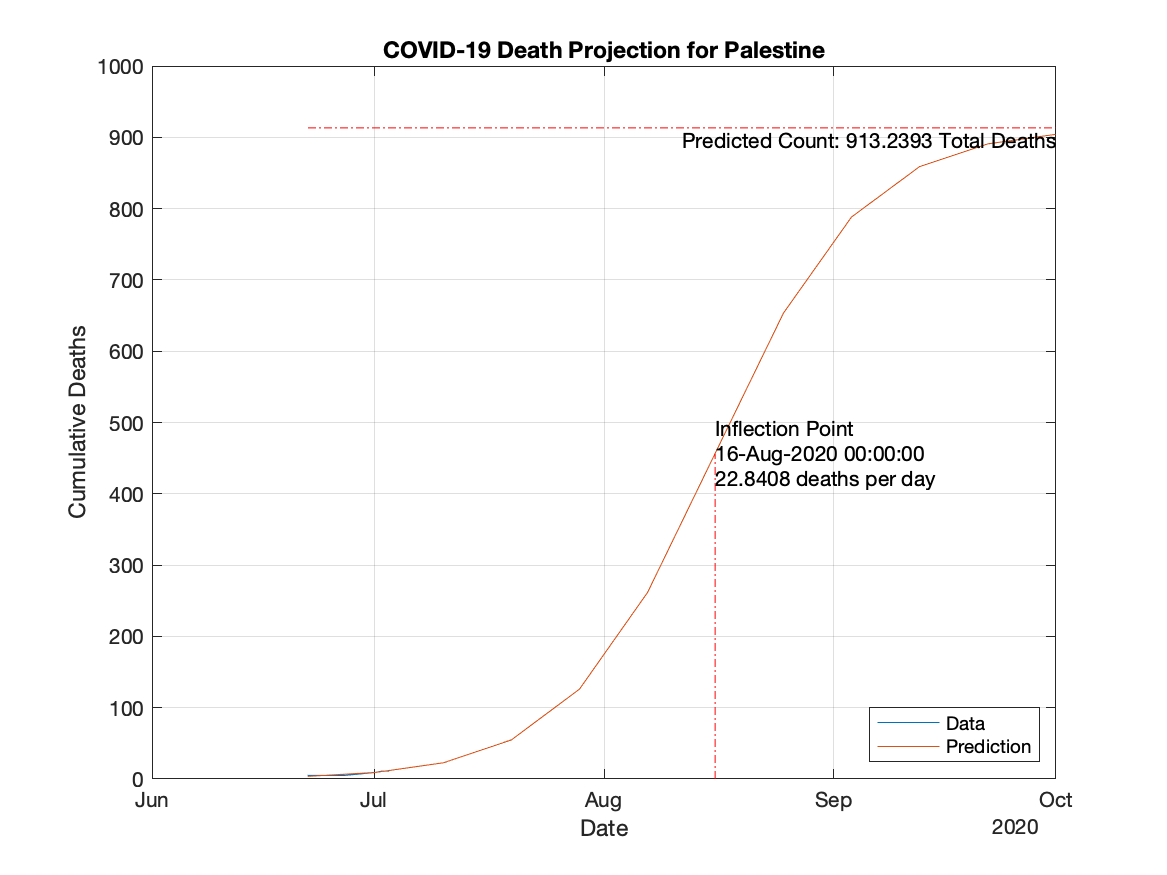 COVID-19 Death Projection for Palestine
1000
900
800
700
600
500
400
300
200
100
0
Cumulative Deaths
Predicted Count: 913.2393 Total Deaths
Inflection Point
16-Aug-2020 00:00:00
22.8408 deaths per day
Data
Prediction
Jun Jul Aug Sep Oct
Date
2020